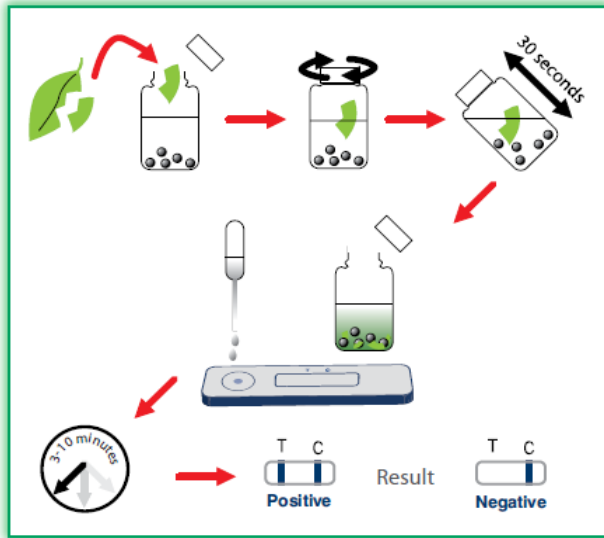 30 seconds
3-10 minutes
T C
T C
Result
Positive
Negative